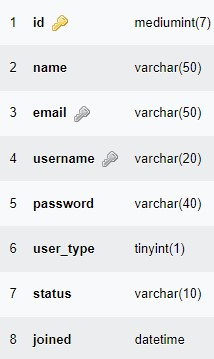 1 id mediumint(7)
2 name varchar(50)
3 email varchar(50)
4 username varchar(20)
5 password varchar(40)
6 user_type tinyint(1)
7 status varchar(10)
8 joined datetime